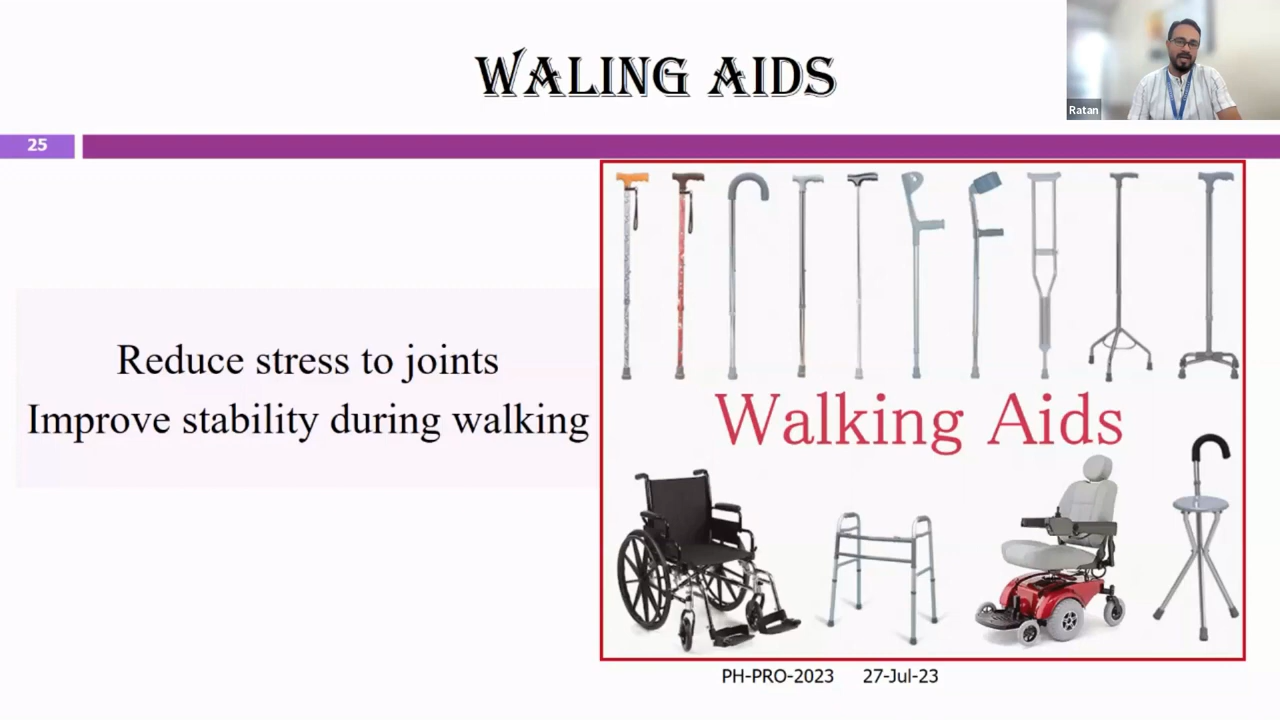 WALING AIDS
Ratan
25
Reduce stress to joints
Improve stability during walking
Walking Aids
PH-PRO-2023 27-Jul-23